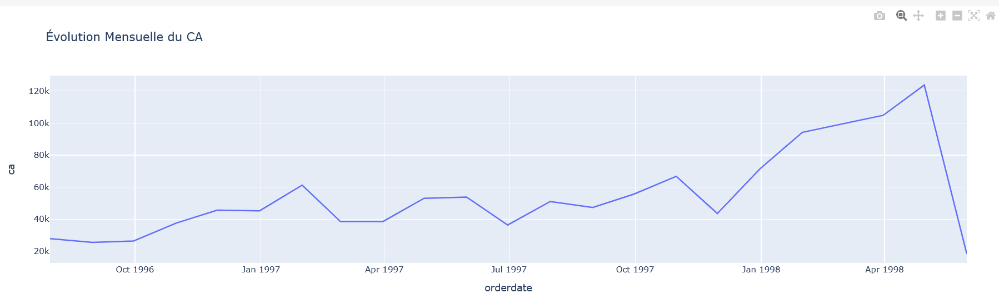 Évolution Mensuelle du CA
120k
100k
80k
60k
40k
20k
ca
Oct 1996 Jan 1997 Apr 1997 Jul 1997 Oct 1997 Jan 1998 Apr 1998
orderdate